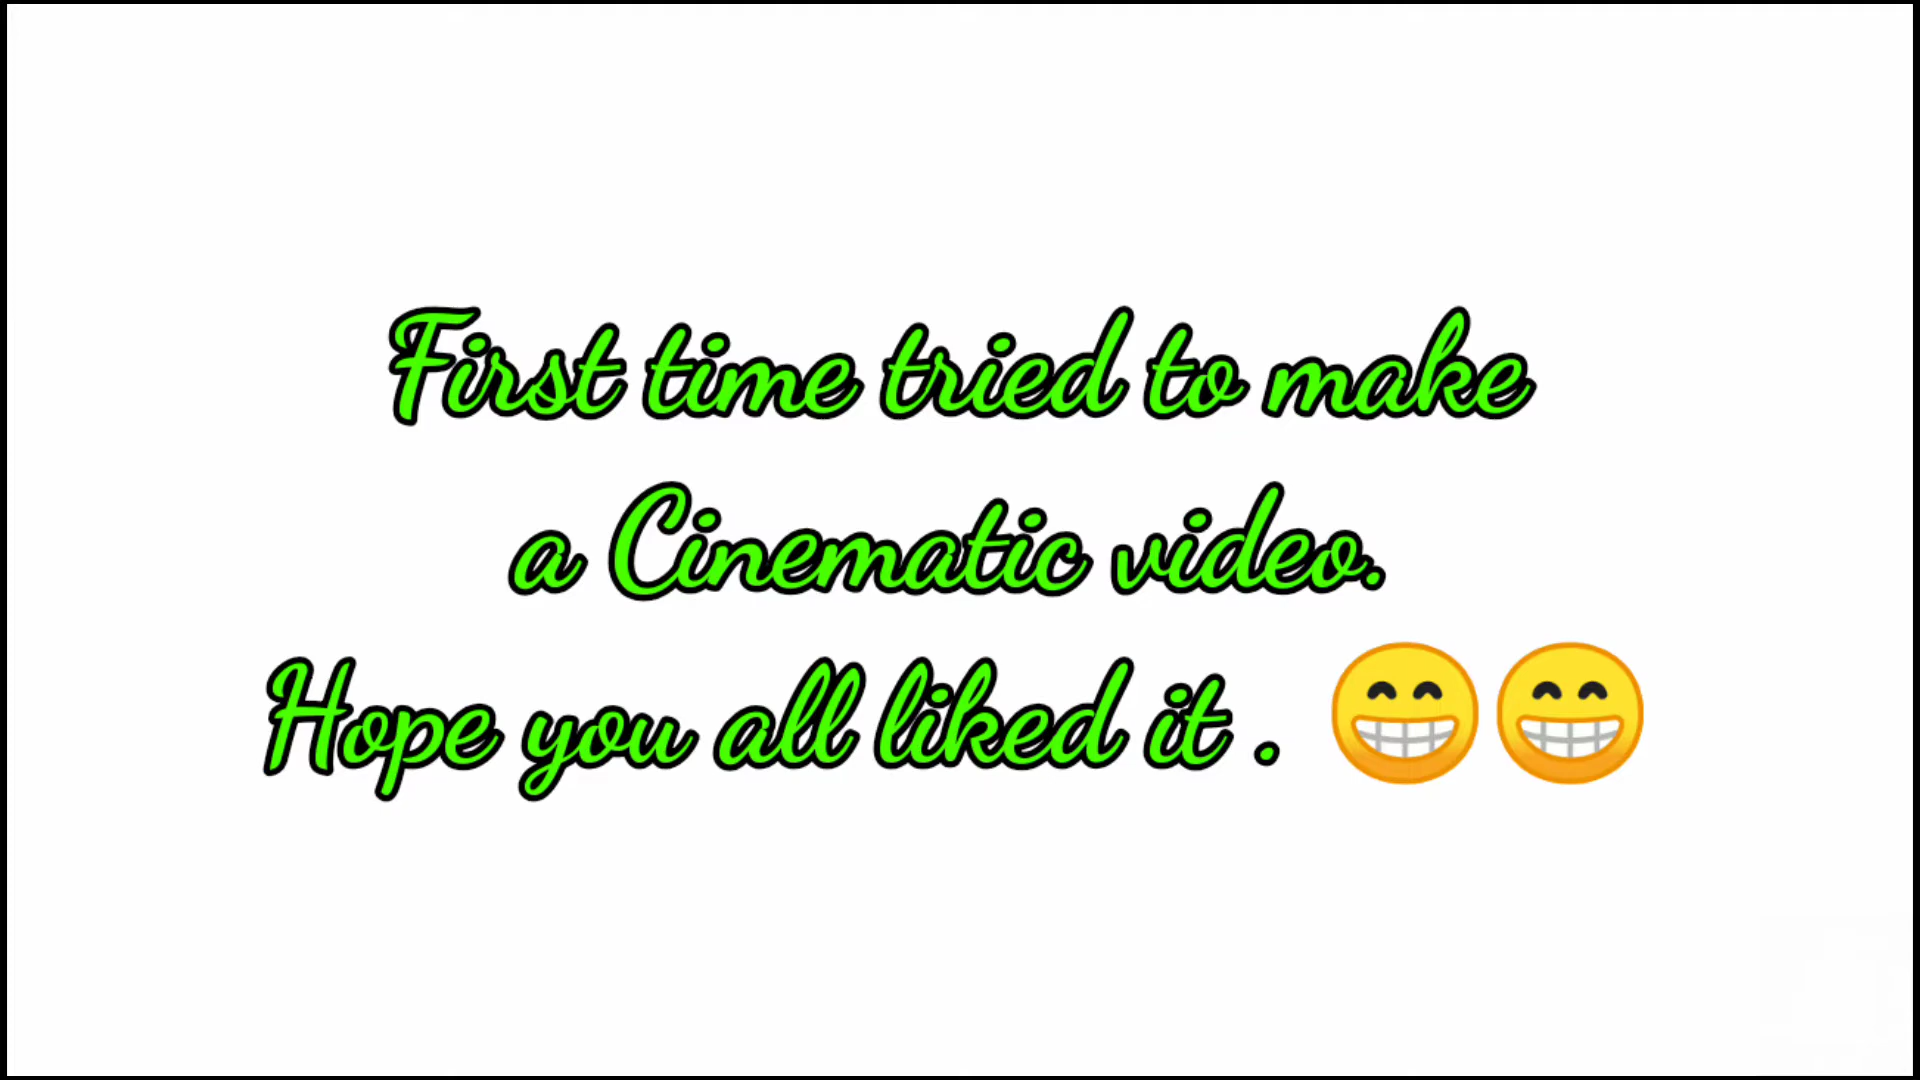 First time tried to make
a Cinematic video.
Hope you all liked it . 😁😁